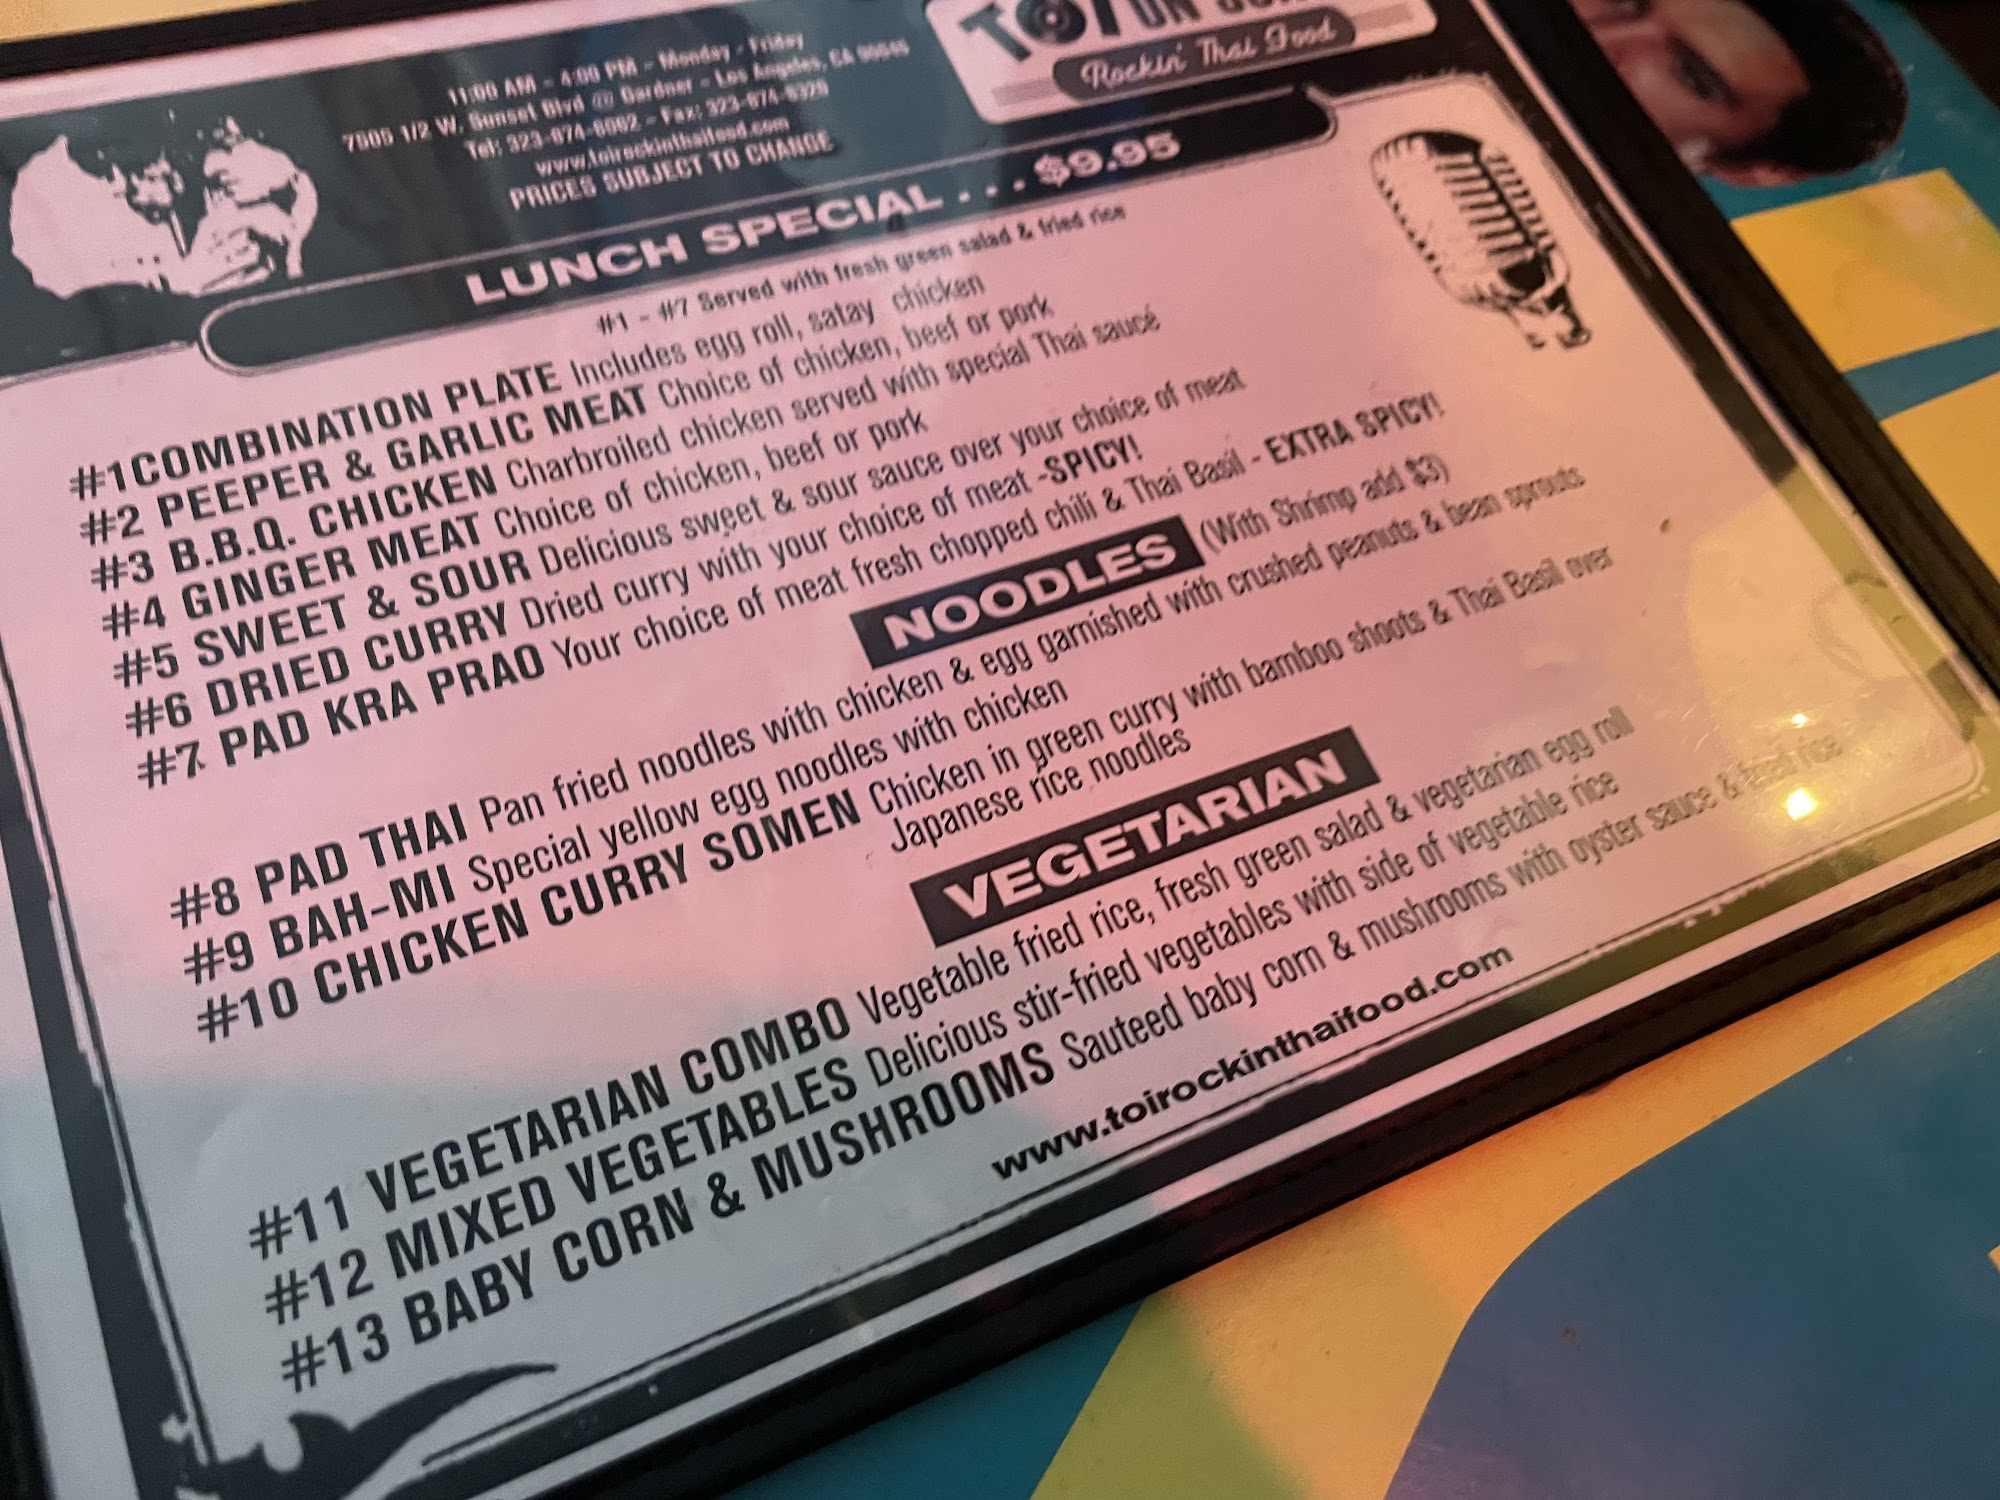 TOI ON
Rockin' Thai Food
11:00 AM - 4:00 PM - Monday - Friday
7505 1/2 W. Sunset Blvd @ Gardner - Los Angeles, CA
Tel: 323-874-8062 - Fax:
www.toirockinthaifood.com
PRICES SUBJECT TO CHANGE
LUNCH SPECIAL . . . $9.95
#1 - #7 Served with fresh green salad & fried rice
#1COMBINATION PLATE Includes egg roll, satay chicken
#2 PEEPER & GARLIC MEAT Choice of chicken, beef or pork
#3 B.B.Q. CHICKEN Charbroiled chicken served with special Thai saucé
#4 GINGER MEAT Choice of chicken, beef or pork
#5 SWEET & SOUR Delicious sweet & sour sauce over your choice of meat
#6 DRIED CURRY Dried curry with your choice of meat -SPICY!
#7 PAD KRA PRAO Your choice of meat fresh chopped chili & Thai Basil - EXTRA SPICY!
NOODLES (With Shrimp add $3)
#8 PAD THAI Pan fried noodles with chicken & egg garnished with crushed peanuts & bean sprouts
#9 BAH-MI Special yellow egg noodles with chicken
#10 CHICKEN CURRY SOMEN Chicken in green curry with bamboo shoots & Thai Basil over
Japanese rice noodles
VEGETARIAN
#11 VEGETARIAN COMBO Vegetable fried rice, fresh green salad & vegetarian egg roll
#12 MIXED VEGETABLES Delicious stir-fried vegetables with side of vegetable rice
#13 BABY CORN & MUSHROOMS Sauteed baby corn & mushrooms with oyster sauce & fried rice
www.toirockinthaifood.com